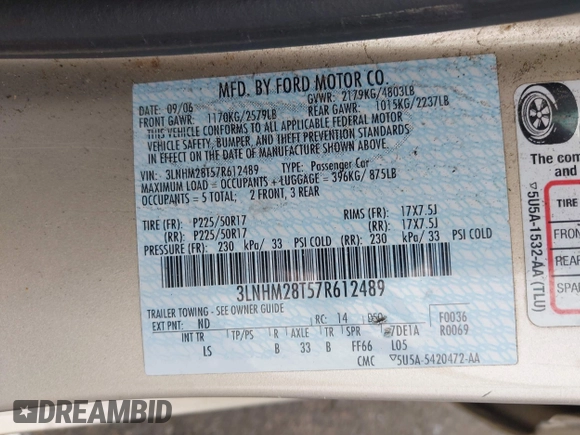 MFD. BY FORD MOTOR CO.
DATE: 09/06 GVWR: 2179KG/4803LB
FRONT GAWR: 1170KG/2579LB REAR GAWR: 1015KG/2237LB
THIS VEHICLE CONFORMS TO ALL APPLICABLE FEDERAL MOTOR
VEHICLE SAFETY, BUMPER, AND THEFT PREVENTION STANDARDS
IN EFFECT ON THE DATE OF MANUFACTURE SHOWN ABOVE.
VIN: 3LNHM28T57R612489 TYPE: Passenger Car
MAXIMUM LOAD = OCCUPANTS + LUGGAGE = 396KG/ 875LB
OCCUPANTS = 5 TOTAL; 2 FRONT, 3 REAR
TIRE (FR): P225/50R17 RIMS (FR): 17X7.5J
(RR): P225/50R17 (RR): 17X7.5J
PRESSURE (FR): 230 kPa/ 33 PSI COLD (RR): 230 kPa/ 33 PSI COLD
3LNHM28T57R612489
TRAILER TOWING - SEE OWNER GUIDE
EXT PNT: ND RC: 14 DSO: F0036
INT TR TP/PS R AXLE TR SPR R0069
LS B 33 B FF66 L05
CMC 5U5A-5420472-AA
The com
and
TIRE
FRON
REAR
SPAR
5U5A-1532-AA (TLU)
DREAMBID